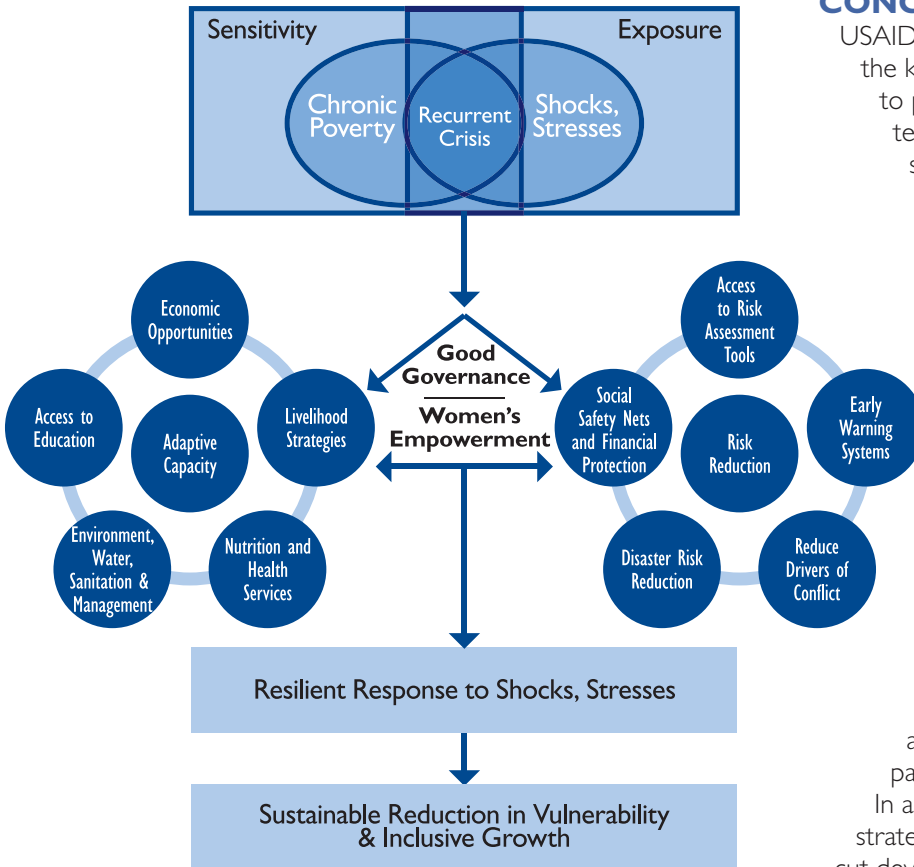 Sensitivity
Exposure
Chronic
Poverty
Recurrent
Crisis
Shocks,
Stresses
Economic
Opportunities
Access to
Education
Adaptive
Capacity
Livelihood
Strategies
Environment,
Water,
Sanitation &
Management
Nutrition and
Health
Services
Good
Governance
Women's
Empowerment
Access
to Risk
Assessment
Tools
Social
Safety Nets
and Financial
Protection
Risk
Reduction
Early
Warning
Systems
Disaster Risk
Reduction
Reduce
Drivers of
Conflict
Resilient Response to Shocks, Stresses
Sustainable Reduction in Vulnerability
& Inclusive Growth
USAID
the
to
In